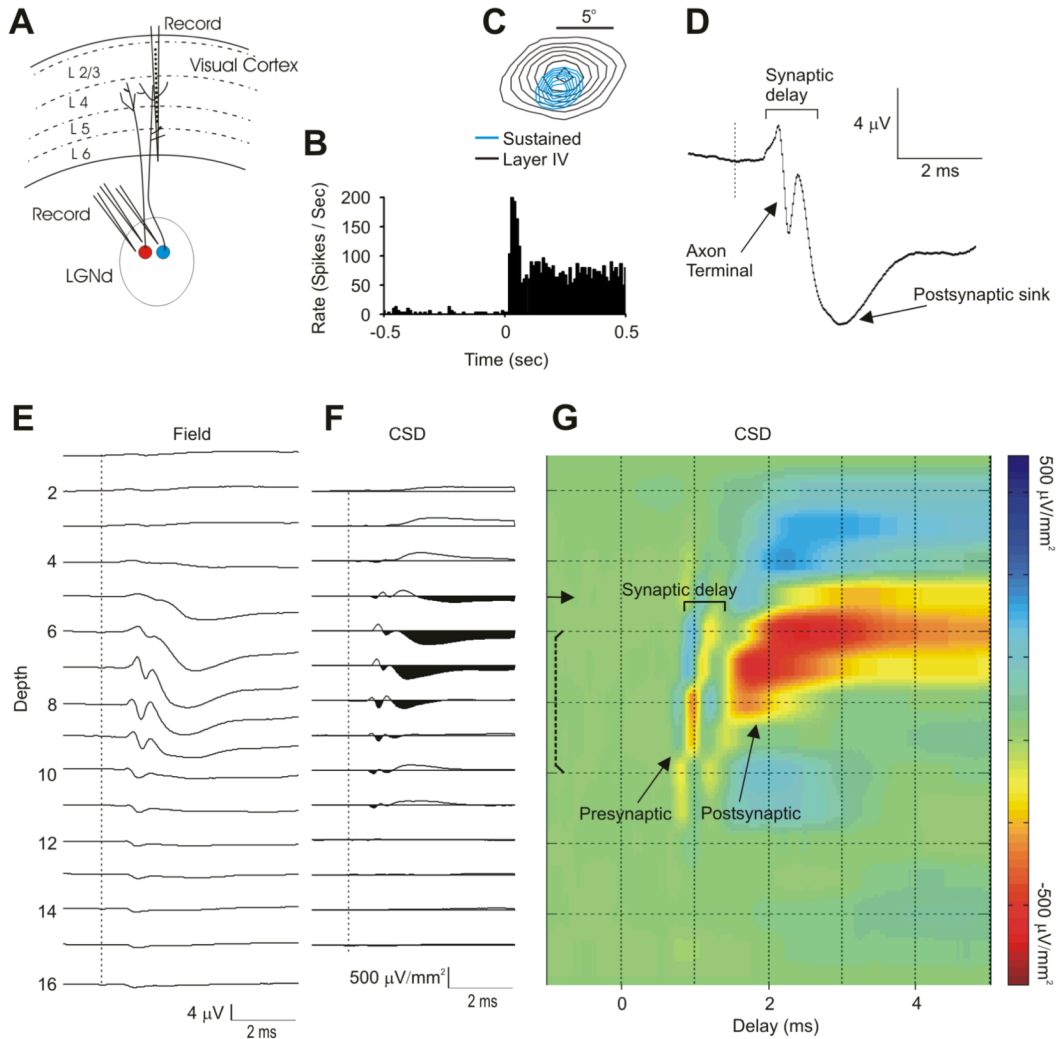 A
Record
Visual Cortex
L 2/3
L 4
L 5
L 6
Record
LGNd
B
Rate (Spikes / Sec)
200
150
100
50
0
-0.5
0
0.5
Time (sec)
C
5°
Sustained
Layer IV
D
Synaptic
delay
4 μV
2 ms
Axon
Terminal
Postsynaptic sink
E
Field
Depth
2
4
6
8
10
12
14
16
4 μV
2 ms
F
CSD
500 μV/mm²
2 ms
G
CSD
Synaptic delay
Presynaptic
Postsynaptic
0
2
4
Delay (ms)
500 μV/mm²
-500 μV/mm²